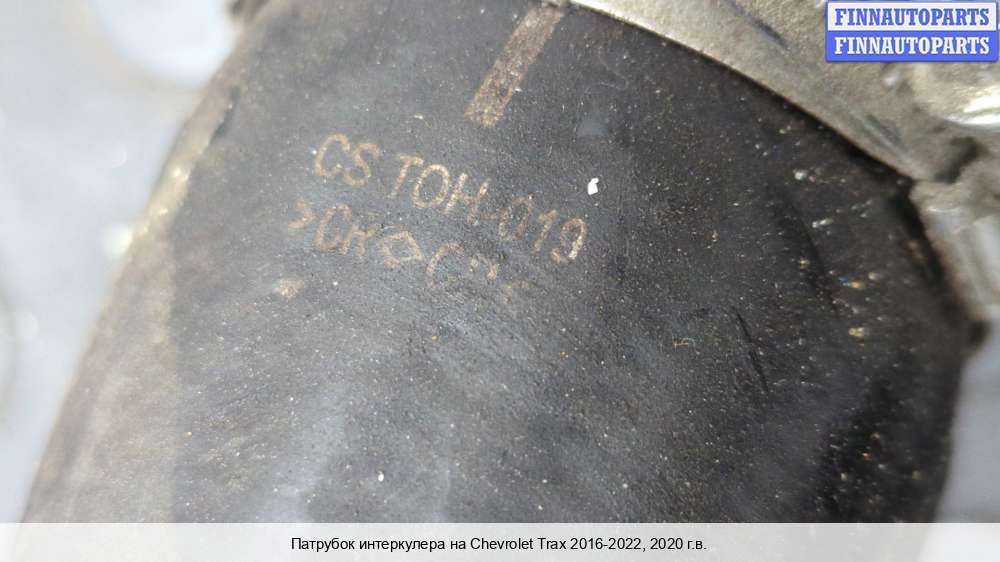 FINNAUTOPARTS
FINNAUTOPARTS
CS TOH-019
Патрубок интеркулера на Chevrolet Trax 2016-2022, 2020 г.в.